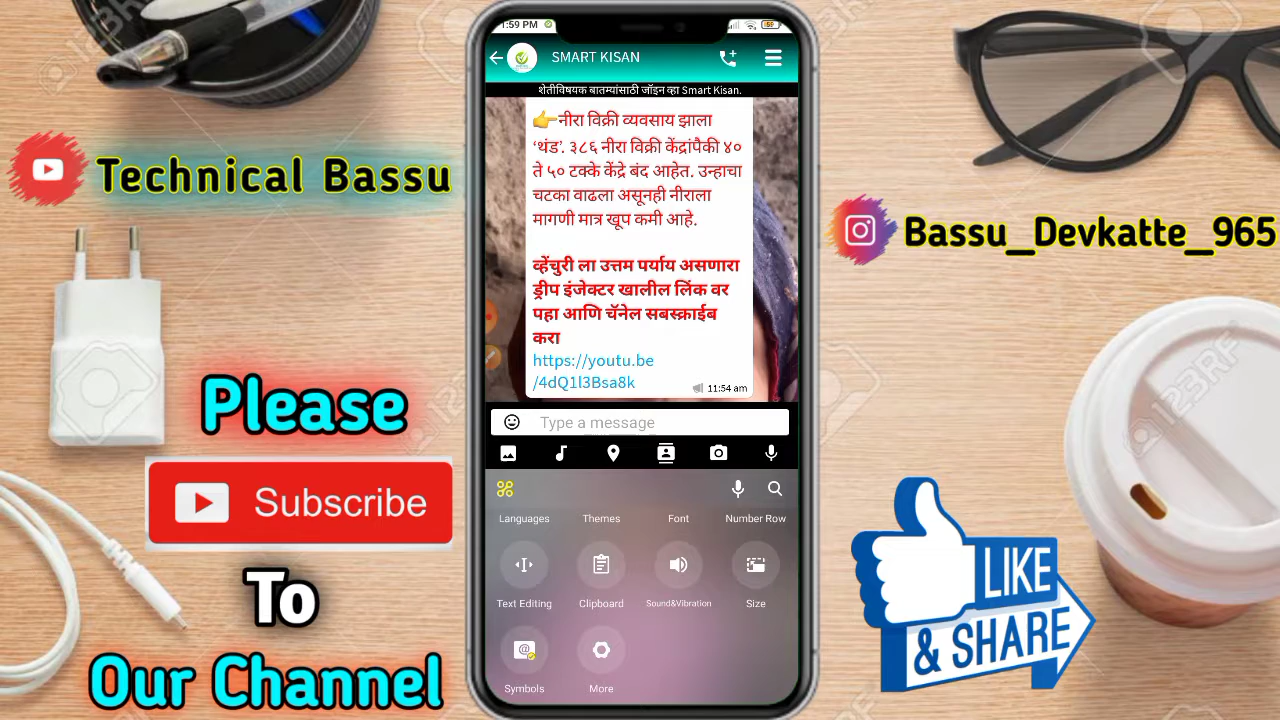 Technical Bassu
Please
Subscribe
To
Our Channel
1:59 PM
59
SMART KISAN
शेतीविषयक बातम्यांसाठी जॉइन व्हा Smart Kisan.
👉नीरा विक्री व्यवसाय झाला
‘थंड’. ३८६ नीरा विक्री केंद्रांपैकी ४०
ते ५० टक्के केंद्रे बंद आहेत. उन्हाचा
चटका वाढला असूनही नीराला
मागणी मात्र खूप कमी आहे.
व्हेंचुरी ला उत्तम पर्याय असणारा
ड्रीप इंजेक्टर खालील लिंक वर
पहा आणि चॅनेल सबस्क्राईब
करा
https://youtu.be
/4dQ1l3Bsa8k
11:54 am
Type a message
Languages Themes Font Number Row
Text Editing Clipboard Sound&Vibration Size
Symbols More
Bassu_Devkatte_965
LIKE
& SHARE
123RF